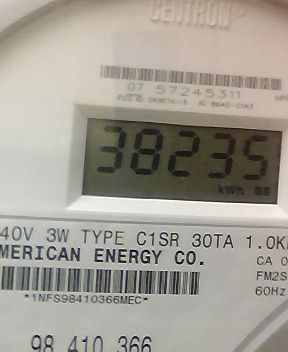 CENTRON®
07 57245311
38235
kWh
40V 3W TYPE C1SR 30TA 1.0K
MERICAN ENERGY CO.
CA 0
FM2S
60Hz
*1NFS98410366MEC*
98 410 366